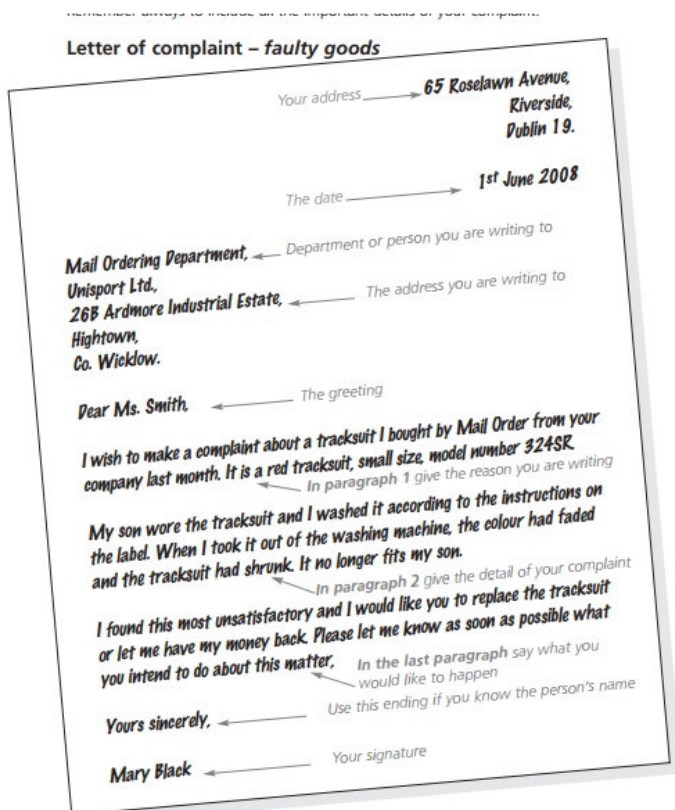 Letter of complaint – faulty goods
Your address
65 Roselawn Avenue,
Riverside,
Dublin 19.
The date
1st June 2008
Mail Ordering Department,
Department or person you are writing to
Unisport Ltd.,
26B Ardmore Industrial Estate,
The address you are writing to
Hightown,
Co. Wicklow.
Dear Ms. Smith,
The greeting
I wish to make a complaint about a tracksuit I bought by Mail Order from your
company last month. It is a red tracksuit, small size, model number 324SR.
In paragraph 1 give the reason you are writing
My son wore the tracksuit and I washed it according to the instructions on
the label. When I took it out of the washing machine, the colour had faded
and the tracksuit had shrunk. It no longer fits my son.
In paragraph 2 give the detail of your complaint
I found this most unsatisfactory and I would like you to replace the tracksuit
or let me have my money back. Please let me know as soon as possible what
you intend to do about this matter,
In the last paragraph say what you
would like to happen
Yours sincerely,
Use this ending if you know the person's name
Mary Black
Your signature